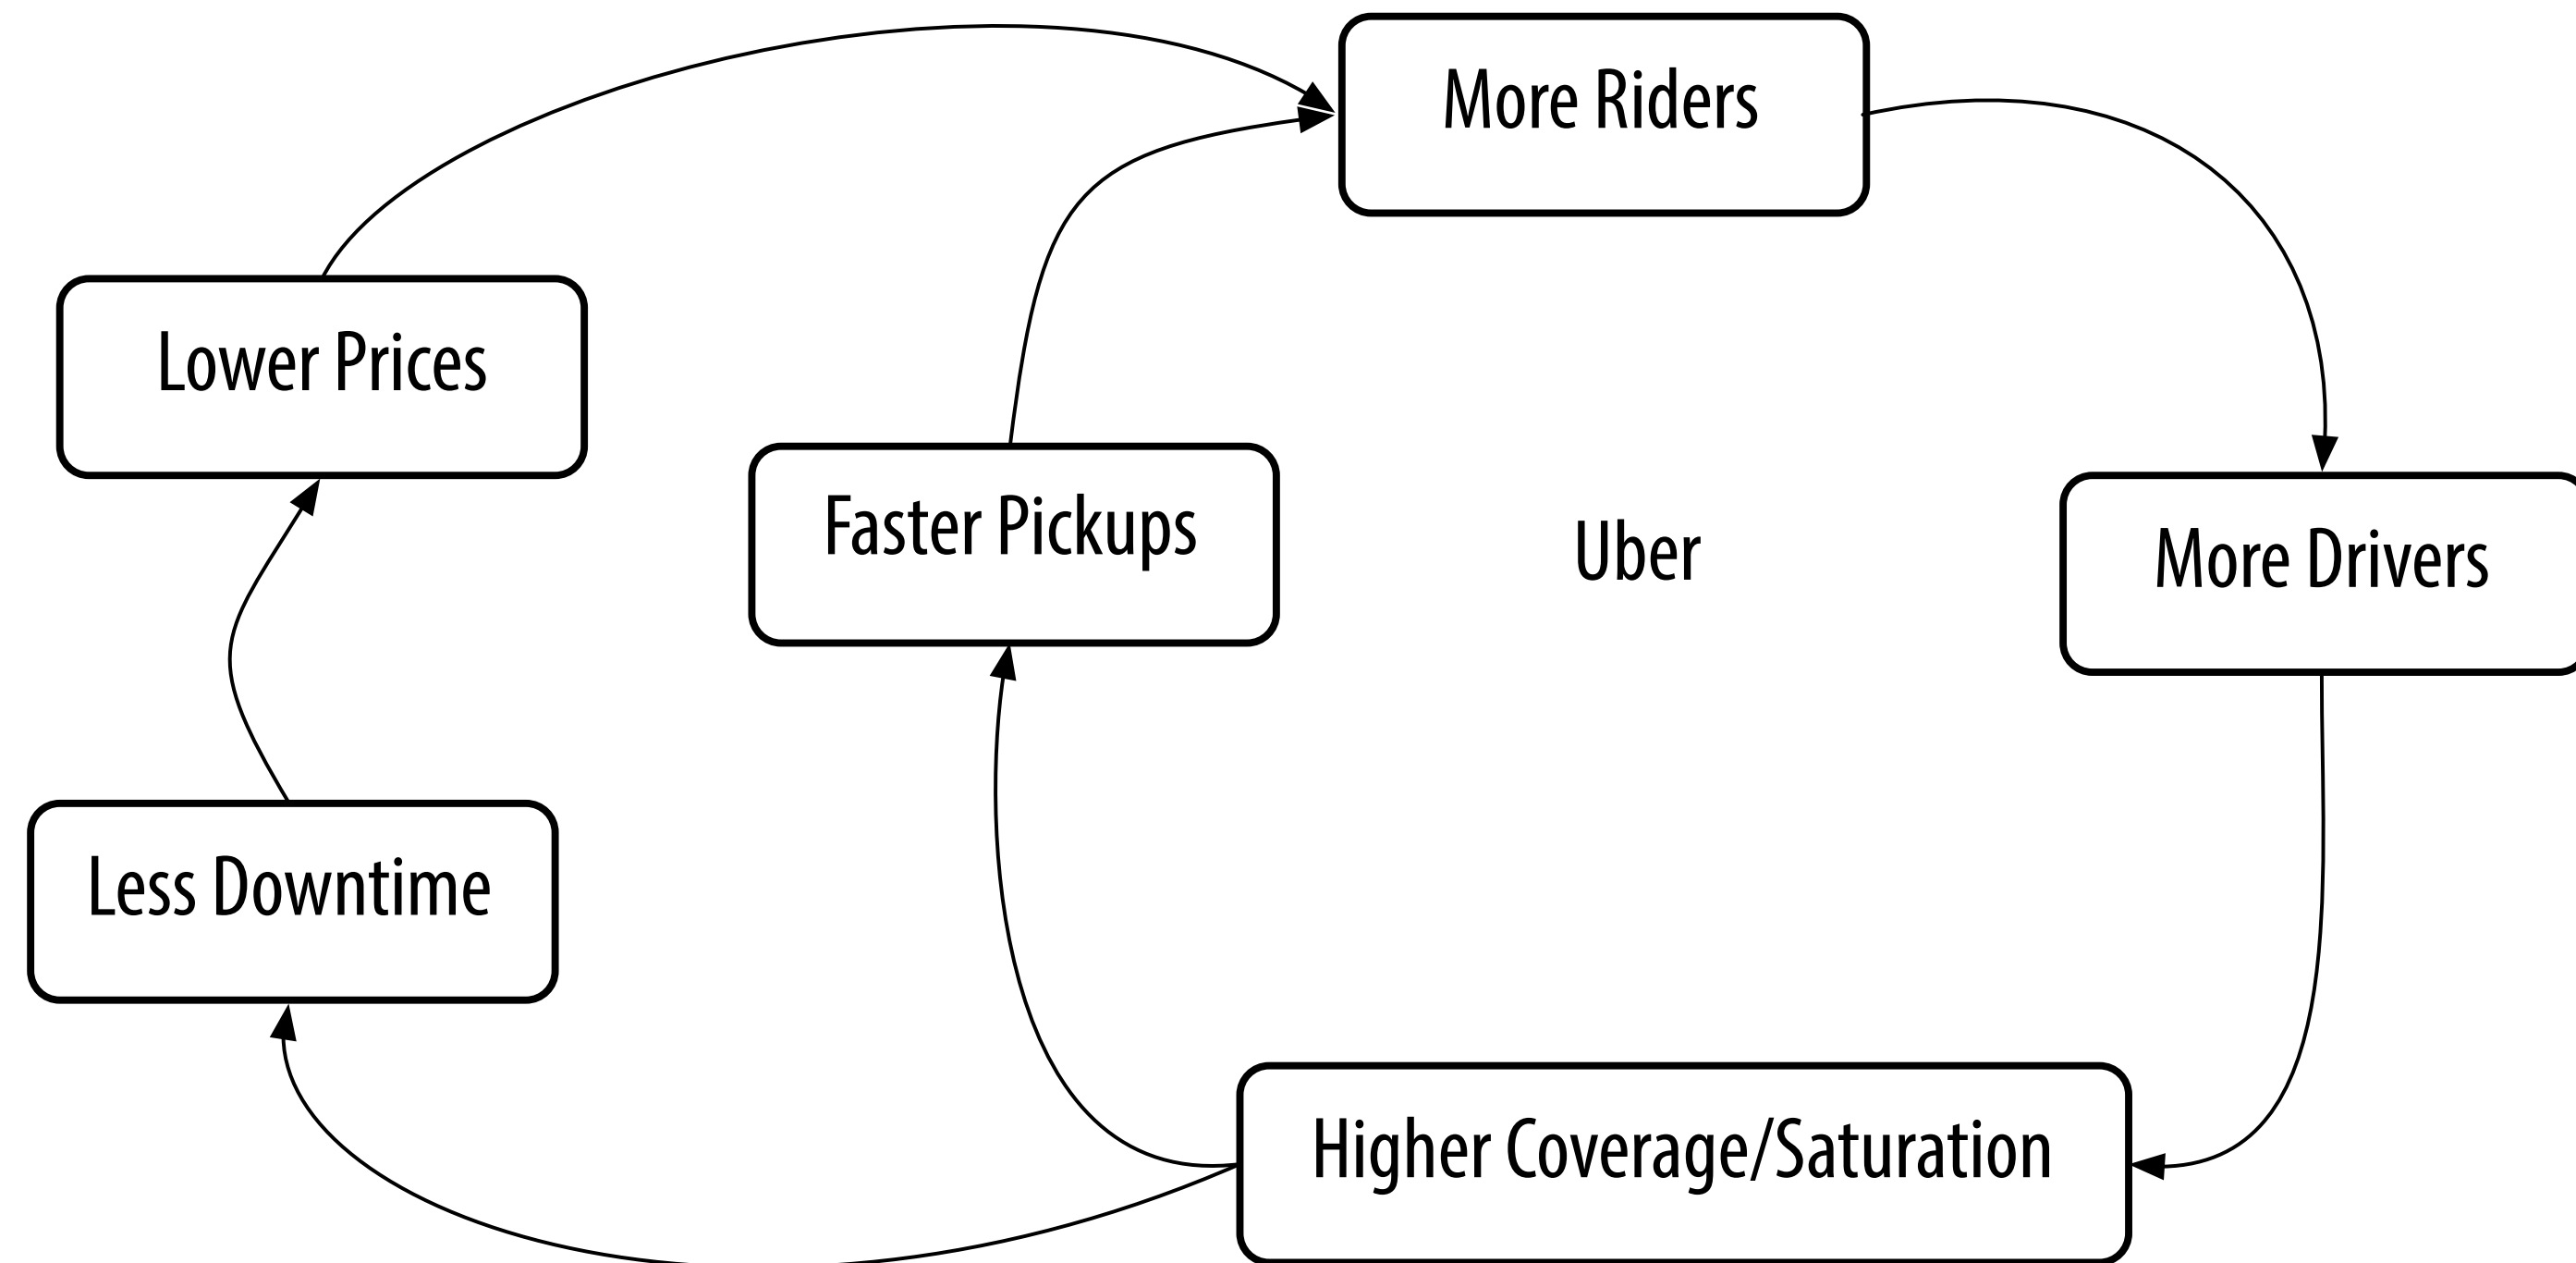 More Riders
Lower Prices
Faster Pickups
Uber
More Drivers
Less Downtime
Higher Coverage/Saturation